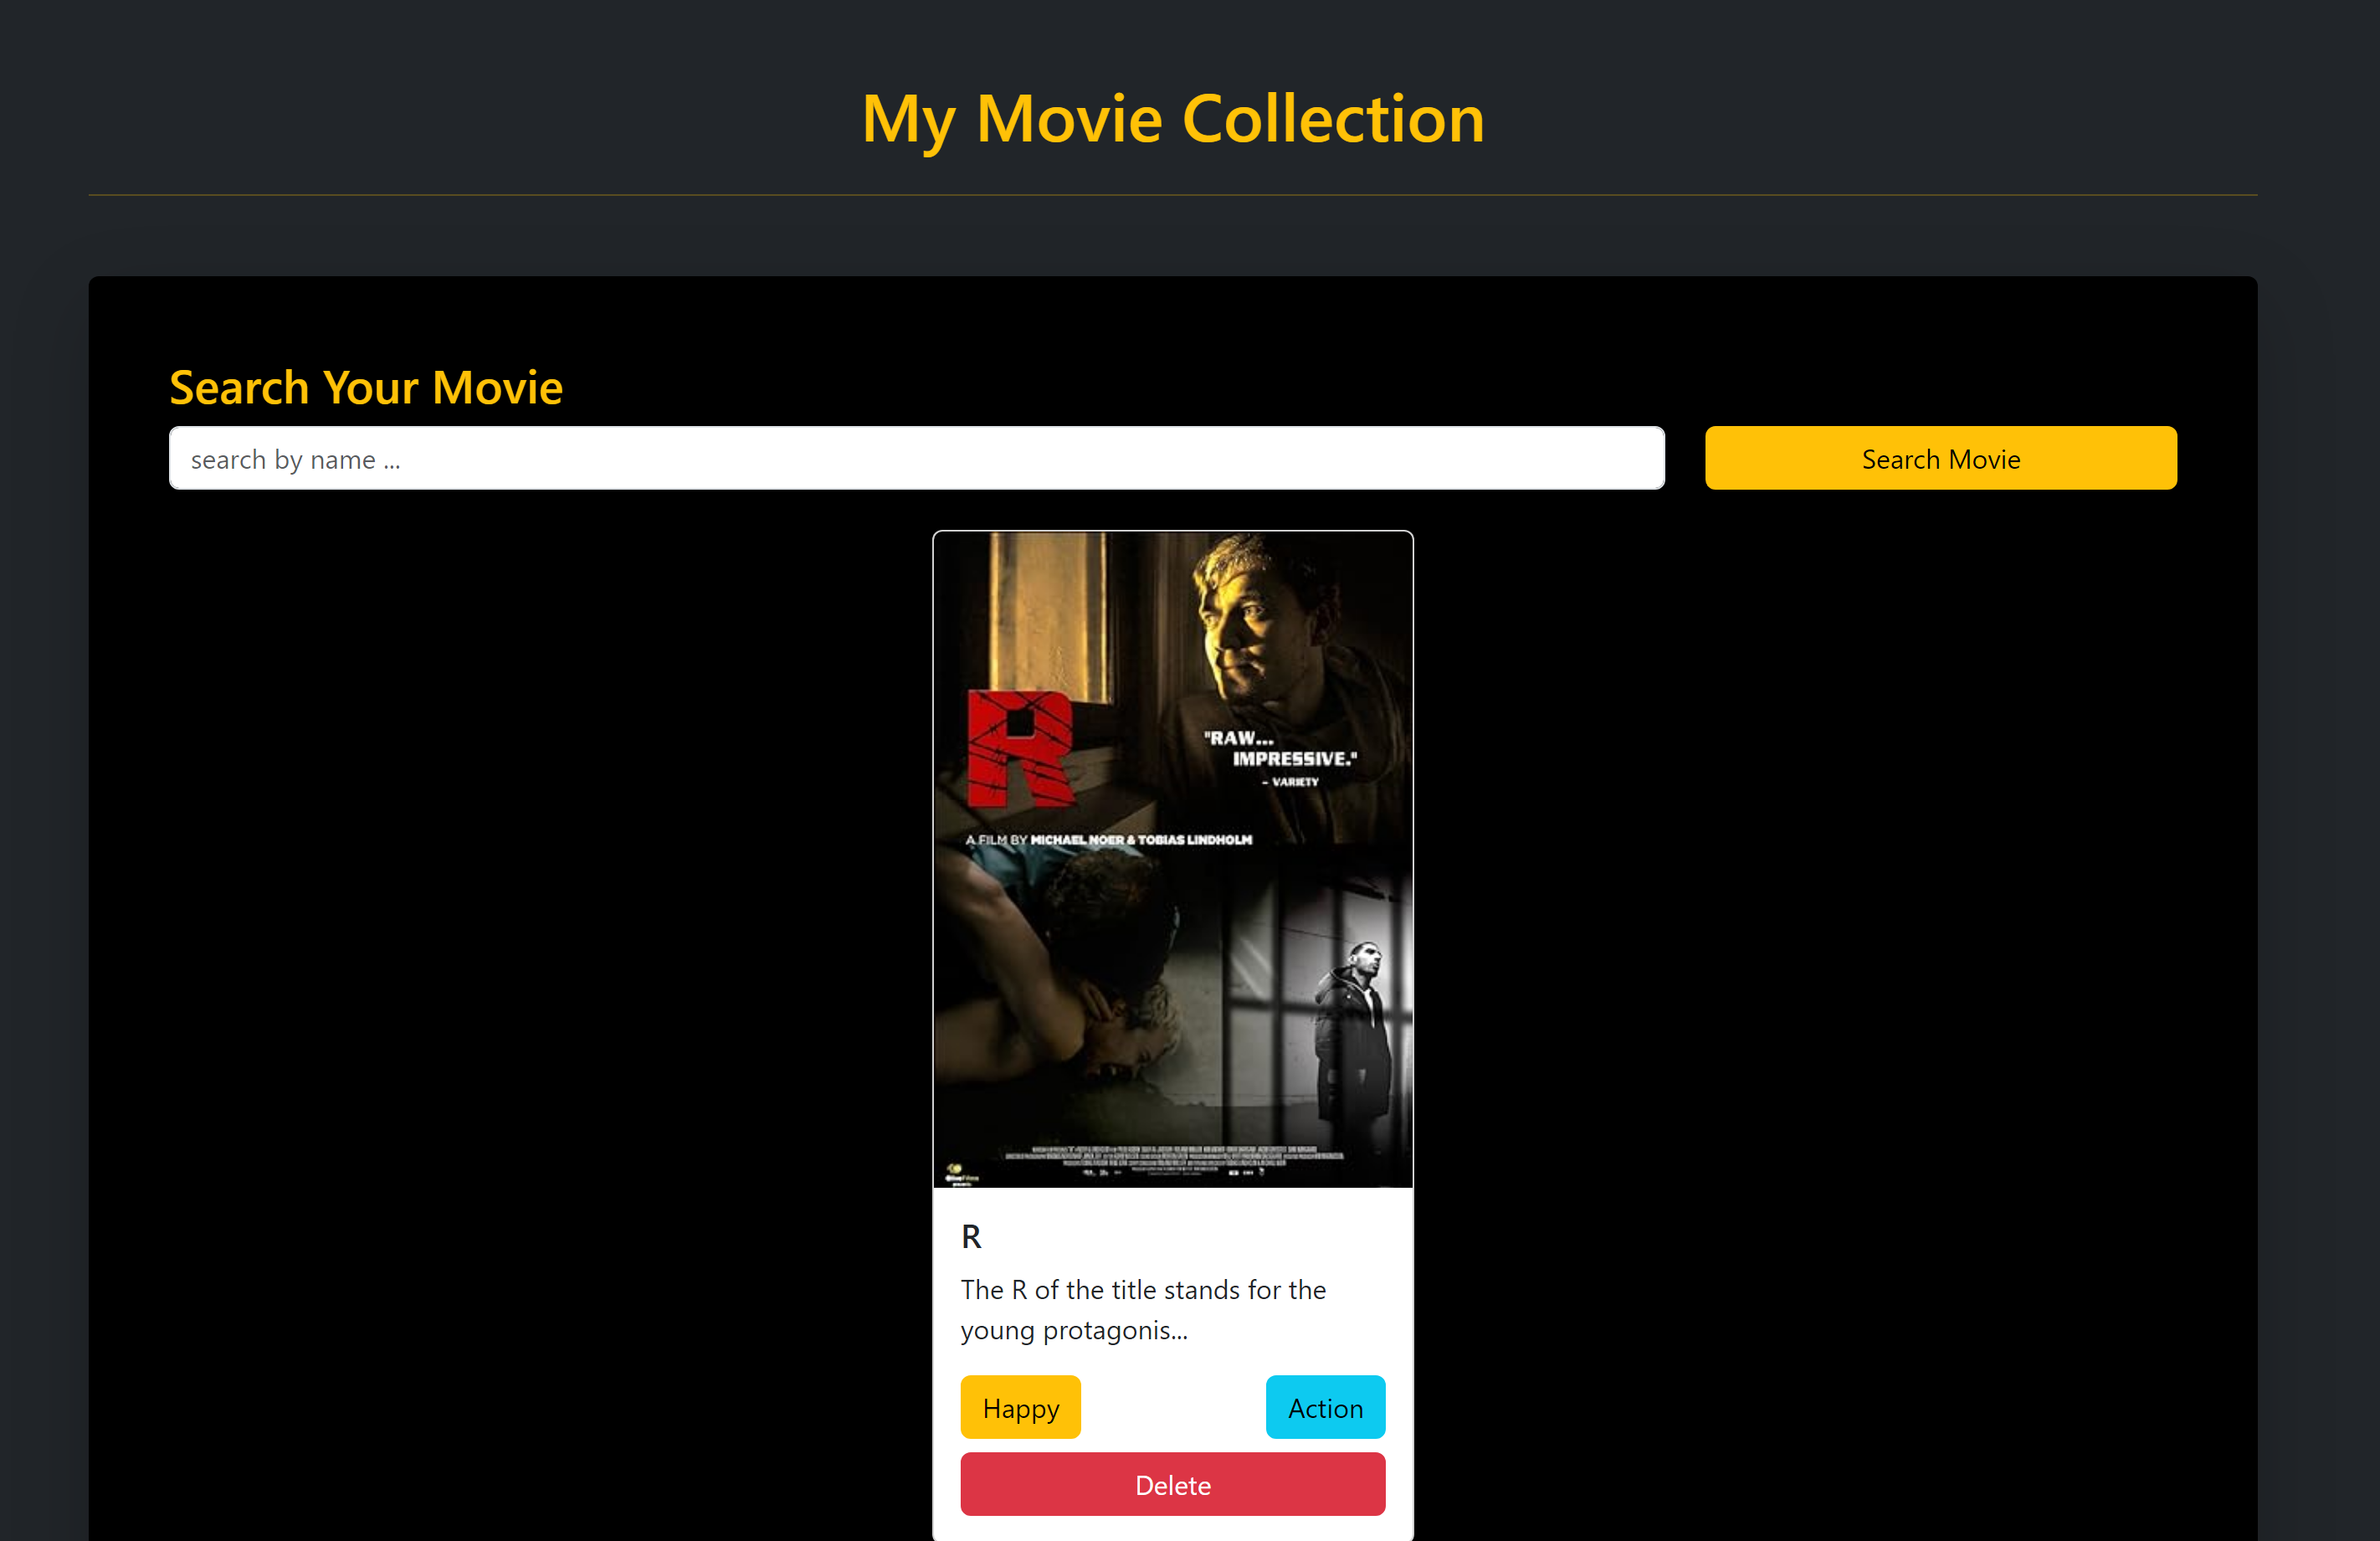 My Movie Collection
Search Your Movie
search by name ...
Search Movie
R
"RAW...
IMPRESSIVE."
- VARIETY
A FILM BY MICHAEL NOER & TOBIAS LINDHOLM
R
The R of the title stands for the
young protagonis...
Happy
Action
Delete